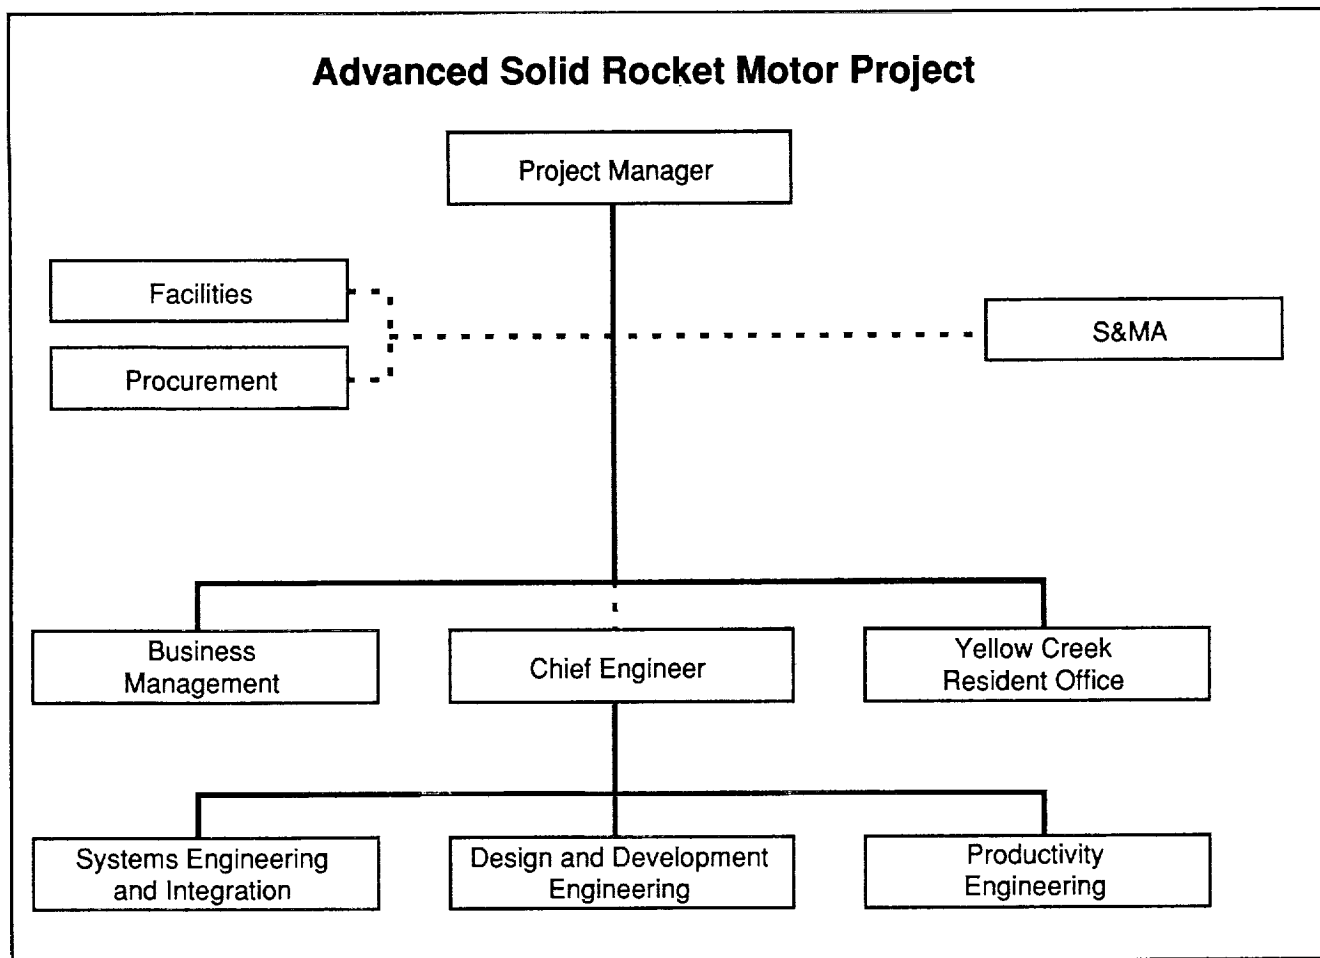 Advanced Solid Rocket Motor Project
Project Manager
Facilities
S&MA
Procurement
Business
Management
Chief Engineer
Yellow Creek
Resident Office
Systems Engineering
and Integration
Design and Development
Engineering
Productivity
Engineering